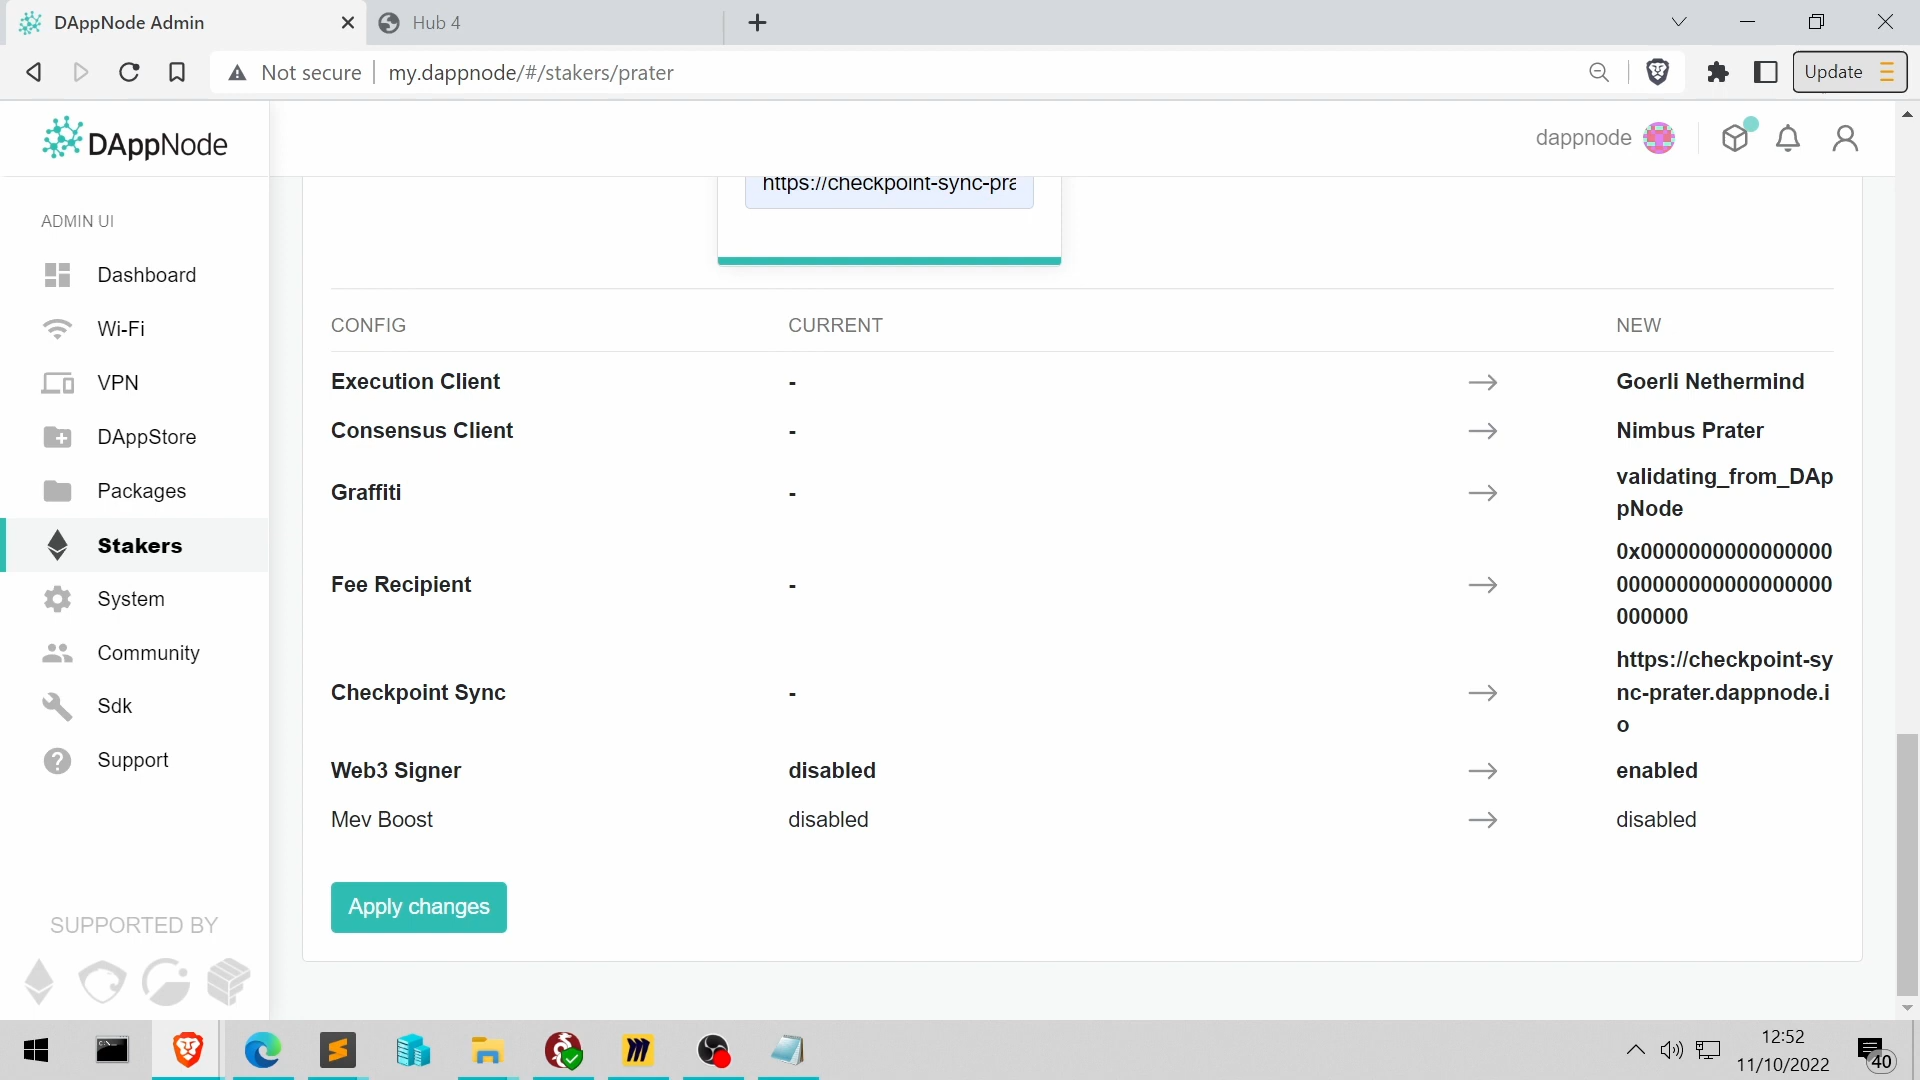 DAppNode Admin
Hub 4
Not secure
my.dappnode/#/stakers/prater
Update
DAppNode
dappnode
ADMIN UI
Dashboard
Wi-Fi
VPN
DAppStore
Packages
Stakers
System
Community
Sdk
Support
SUPPORTED BY
https://checkpoint-sync-pra
CONFIG CURRENT NEW
Execution Client - → Goerli Nethermind
Consensus Client - → Nimbus Prater
Graffiti - → validating_from_DAp
pNode
0x0000000000000000
Fee Recipient - → 000000000000000000
000000
https://checkpoint-sy
Checkpoint Sync - → nc-prater.dappnode.i
o
Web3 Signer disabled → enabled
Mev Boost disabled → disabled
Apply changes
12:52
11/10/2022
40